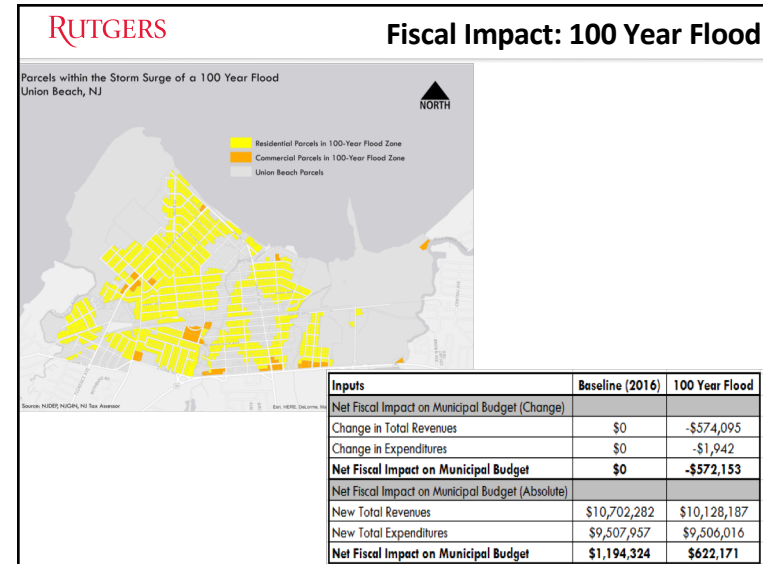 RUTGERS
Fiscal Impact: 100 Year Flood
Parcels within the Storm Surge of a 100 Year Flood
Union Beach, NJ
NORTH
Residential Parcels in 100-Year Flood Zone
Commercial Parcels in 100-Year Flood Zone
Union Beach Parcels
Source: NJDEP, NJGIN, NJ Tax Assessor
Esri, HERE, DeLorme,
Inputs Baseline (2016) 100 Year Flood
Net Fiscal Impact on Municipal Budget (Change)
Change in Total Revenues $0 -$574,095
Change in Expenditures $0 -$1,942
Net Fiscal Impact on Municipal Budget $0 -$572,153
Net Fiscal Impact on Municipal Budget (Absolute)
New Total Revenues $10,702,282 $10,128,187
New Total Expenditures $9,507,957 $9,506,016
Net Fiscal Impact on Municipal Budget $1,194,324 $622,171